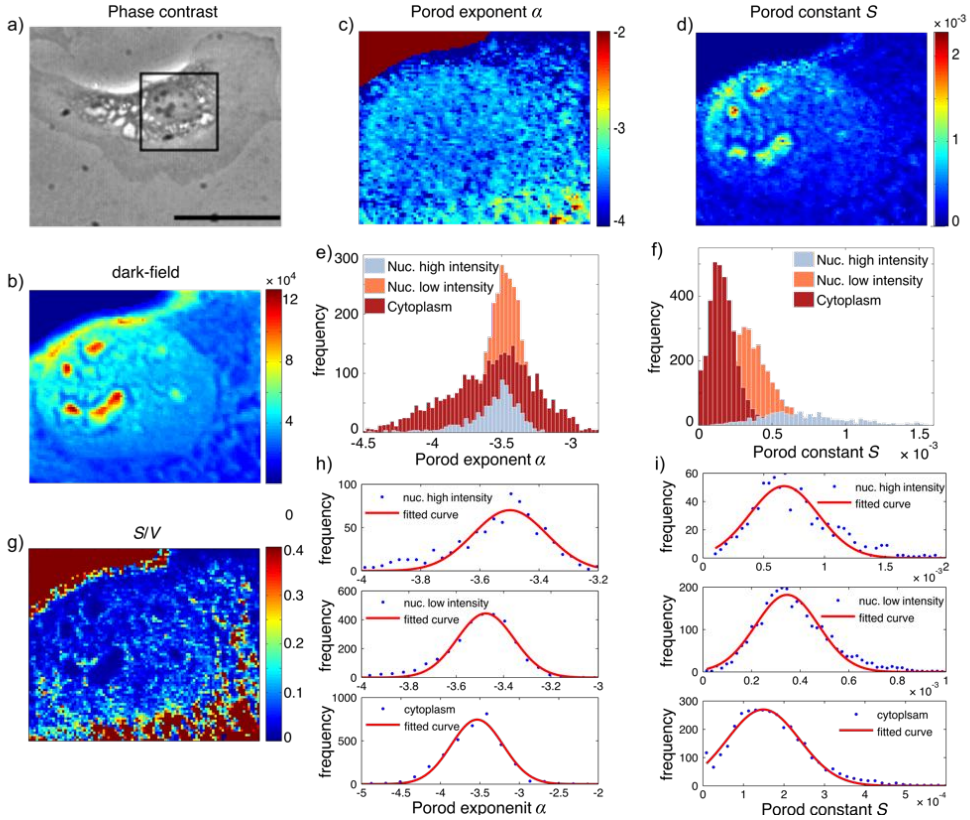 Phase contrast
a)
Porod exponent α
c)
-2
-3
-4
Porod constant S
d)
× 10⁻³
2
1
0
dark-field
b)
× 10⁴
12
8
4
0
e)
300
250
150
100
50
0
frequency
Nuc. high intensity
Nuc. low intensity
Cytoplasm
-4.5
-4
-3.5
-3
Porod exponent α
f)
400
200
0
frequency
Nuc. high intensity
Nuc. low intensity
Cytoplasm
0
0.5
1
1.5
Porod constant S × 10⁻³
g)
S/V
0.4
0.3
0.2
0.1
0
h)
100
50
0
frequency
nuc. high intensity
fitted curve
-4
-3.8
-3.6
-3.4
-3.2
600
400
200
0
frequency
nuc. low intensity
fitted curve
-4
-3.8
-3.6
-3.4
-3.2
-3
1000
500
0
frequency
cytoplasm
fitted curve
-5
-4.5
-4
-3.5
-3
-2.5
-2
Porod exponenit α
i)
60
40
20
0
frequency
nuc. high intensity
fitted curve
0
0.5
1
1.5
2
× 10⁻²
200
100
0
frequency
nuc. low intensity
fitted curve
0
0.2
0.4
0.6
0.8
1
× 10⁻³
300
200
100
0
frequency
cytoplsam
fitted curve
0
2
4
6
× 10⁻⁴
Porod constant S